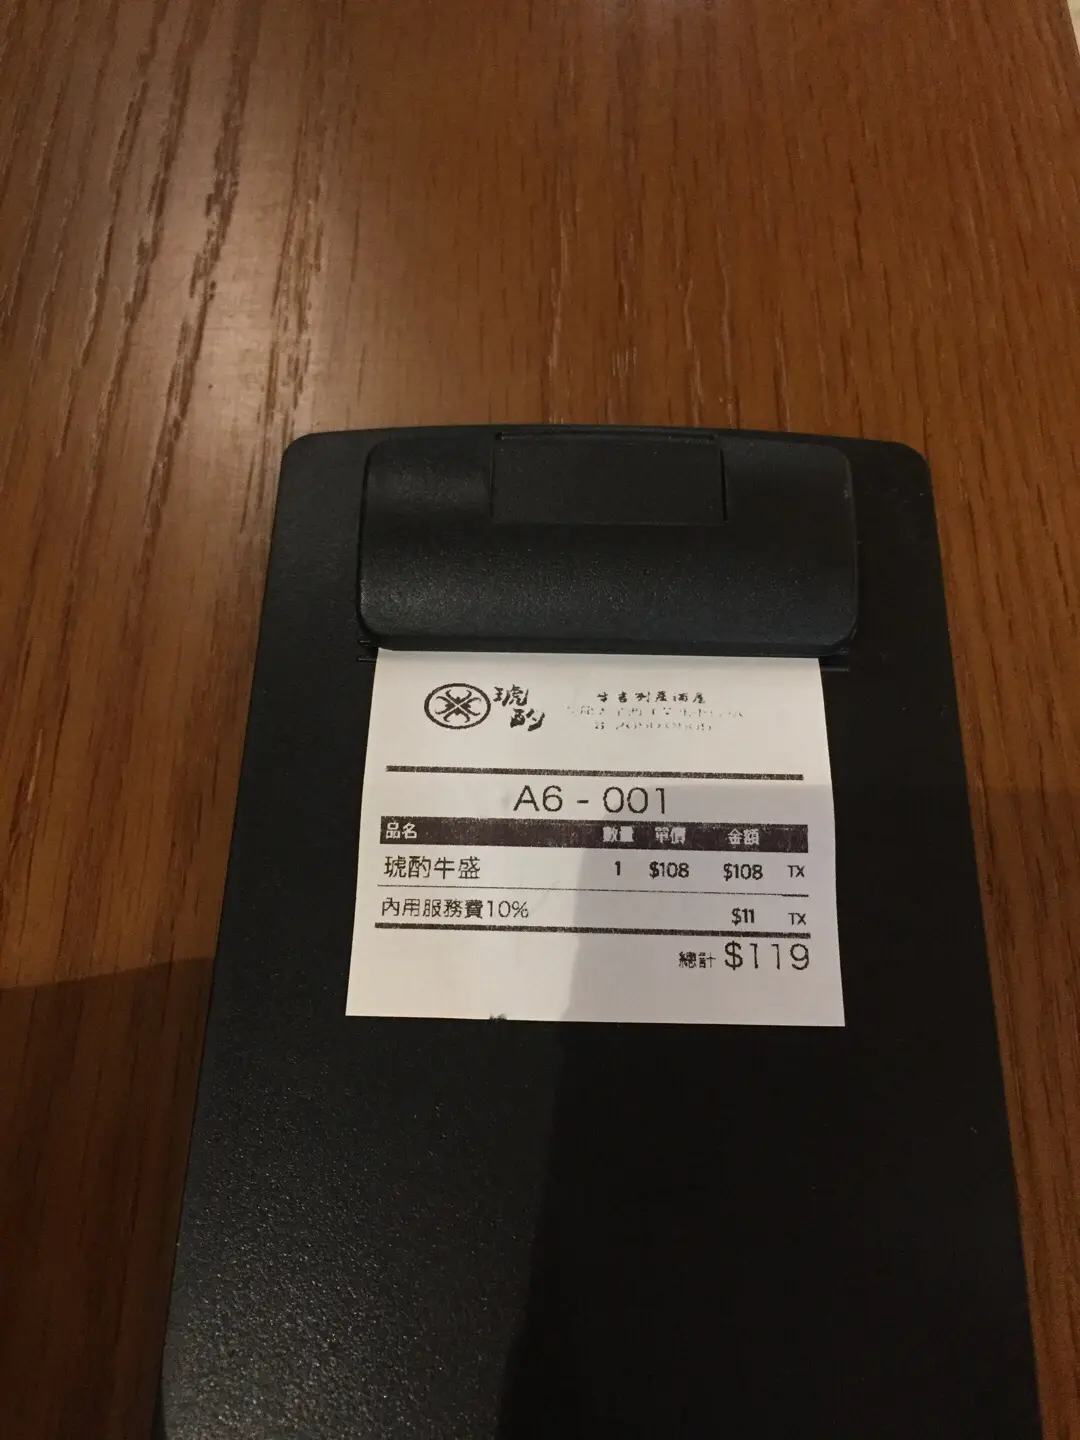 琥酌
A6 - 001
品名 數量 單價 金額
琥酌牛盛 1 $108 $108 TX
內用服務費10% $11 TX
總計 $119